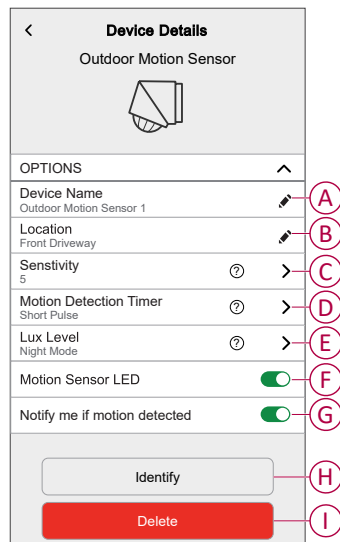 Device Details
Outdoor Motion Sensor
OPTIONS
Device Name
Outdoor Motion Sensor 1
A
Location
Front Driveway
B
Senstivity
5
?
C
Motion Detection Timer
Short Pulse
?
D
Lux Level
Night Mode
?
E
Motion Sensor LED
F
Notify me if motion detected
G
Identify
H
Delete
I